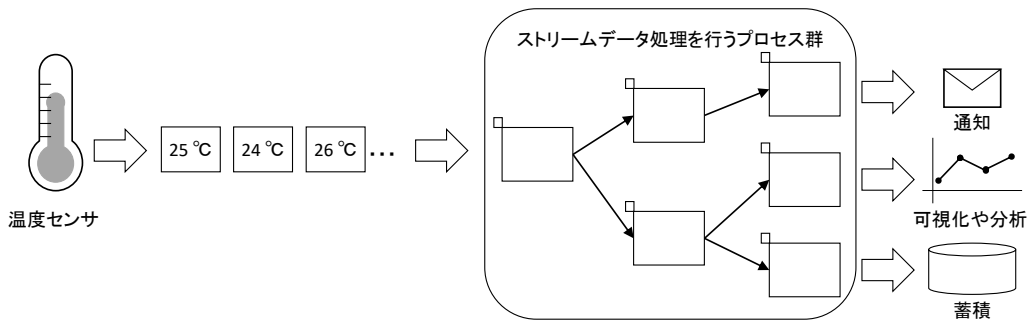 ストリームデータ処理を行うプロセス群
25 ℃
24 ℃
26 ℃
...
温度センサ
通知
可視化や分析
蓄積